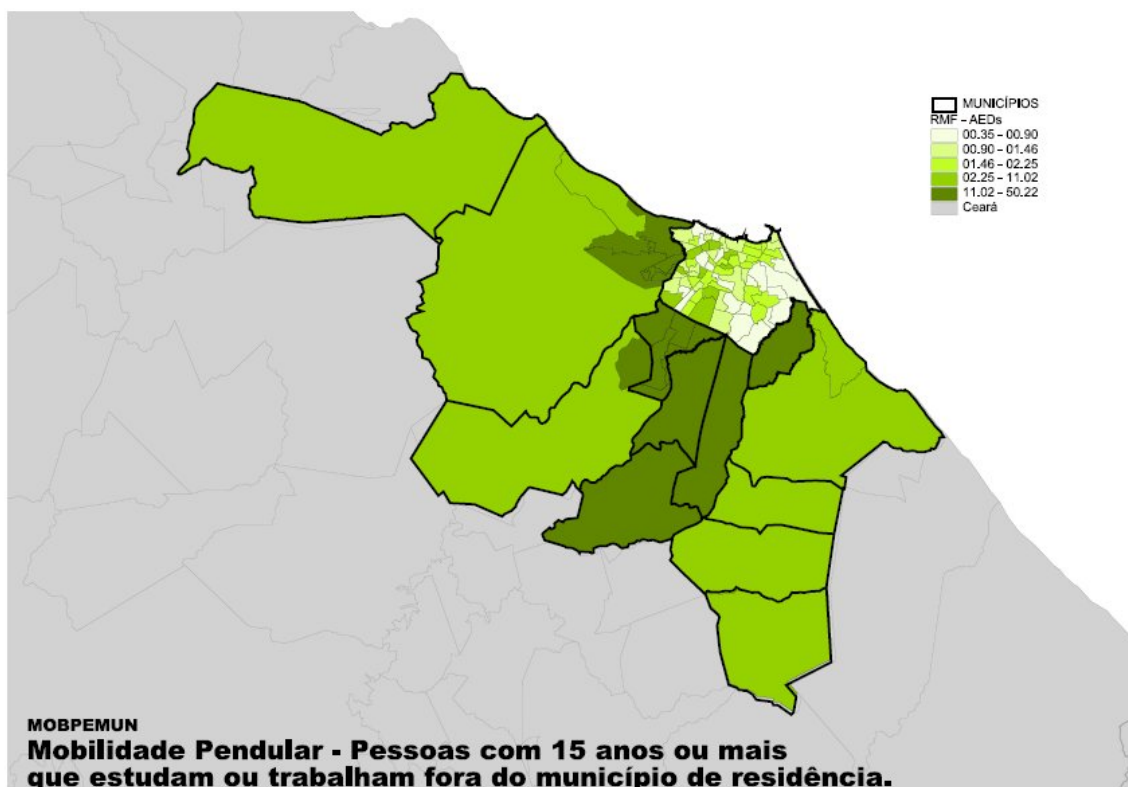 MUNICÍPIOS
RMF - AEDs
00.35 - 00.90
00.90 - 01.46
01.46 - 02.25
02.25 - 11.02
11.02 - 50.22
Ceará
MOBPEMUN
Mobilidade Pendular - Pessoas com 15 anos ou mais
que estudam ou trabalham fora do município de residência.